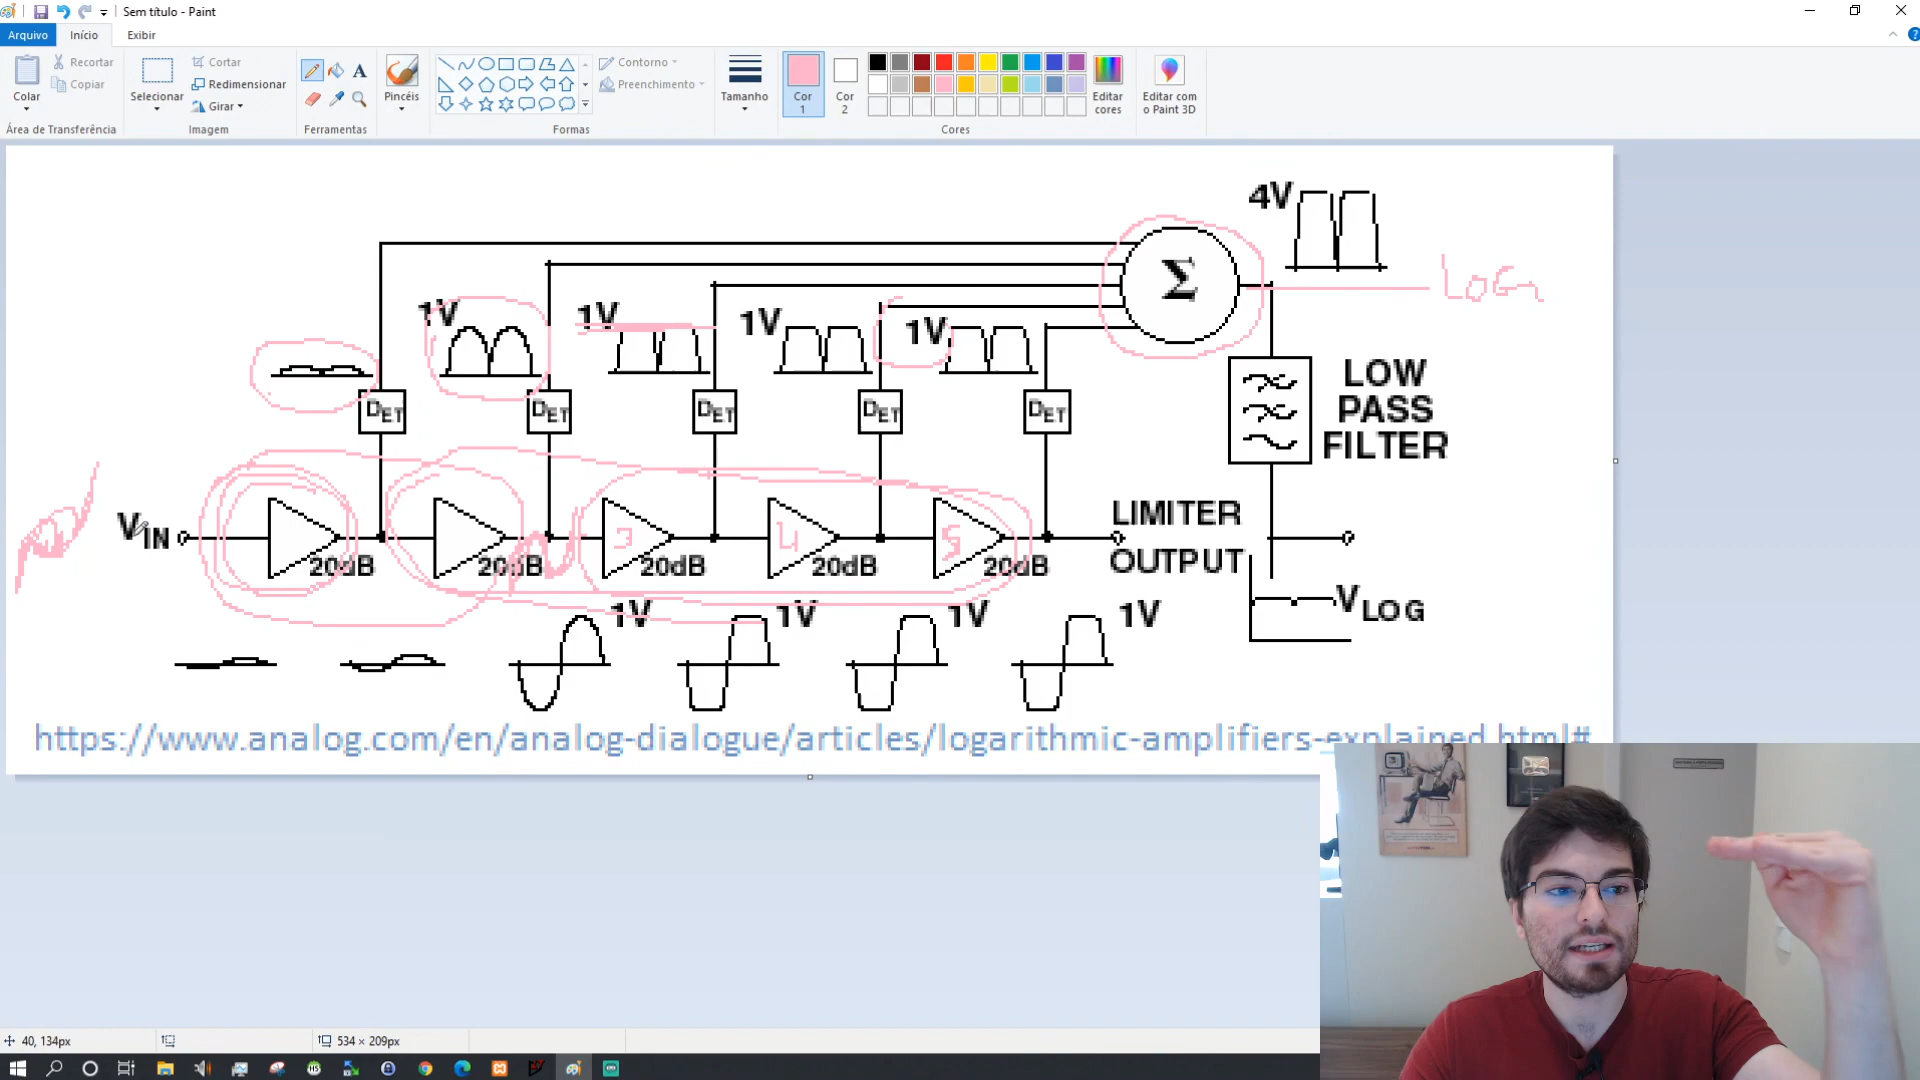 Sem título - Paint
Arquivo Início Exibir
Colar
Recortar
Copiar
Área de Transferência
Selecionar
Cortar
Redimensionar
Girar
Imagem
A
Ferramentas
Pincéis
Contorno
Preenchimento
Formas
Tamanho
Cor 1
Cor 2
Editar cores
Editar com o Paint 3D
Cores
4V
Σ
LOG
1V 1V 1V 1V
DET DET DET DET DET
LOW
PASS
FILTER
VIN
3 4 5
20dB 20dB 20dB 20dB 20dB
LIMITER
OUTPUT
1V 1V 1V 1V
VLOG
https://www.analog.com/en/analog-dialogue/articles/logarithmic-amplifiers-explained.html#
40, 134px
534 × 209px